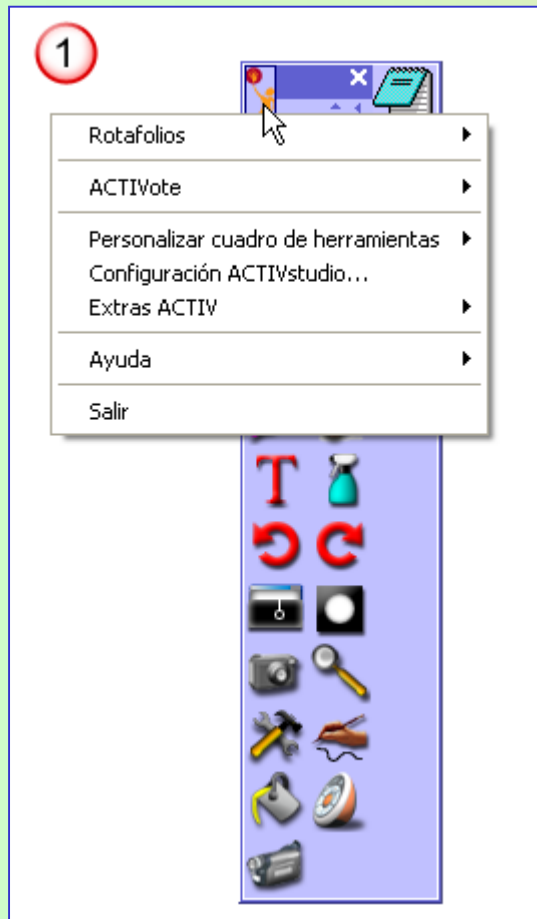 1
Rotafolios
ACTIVote
Personalizar cuadro de herramientas
Configuración ACTIVstudio...
Extras ACTIV
Ayuda
Salir
T